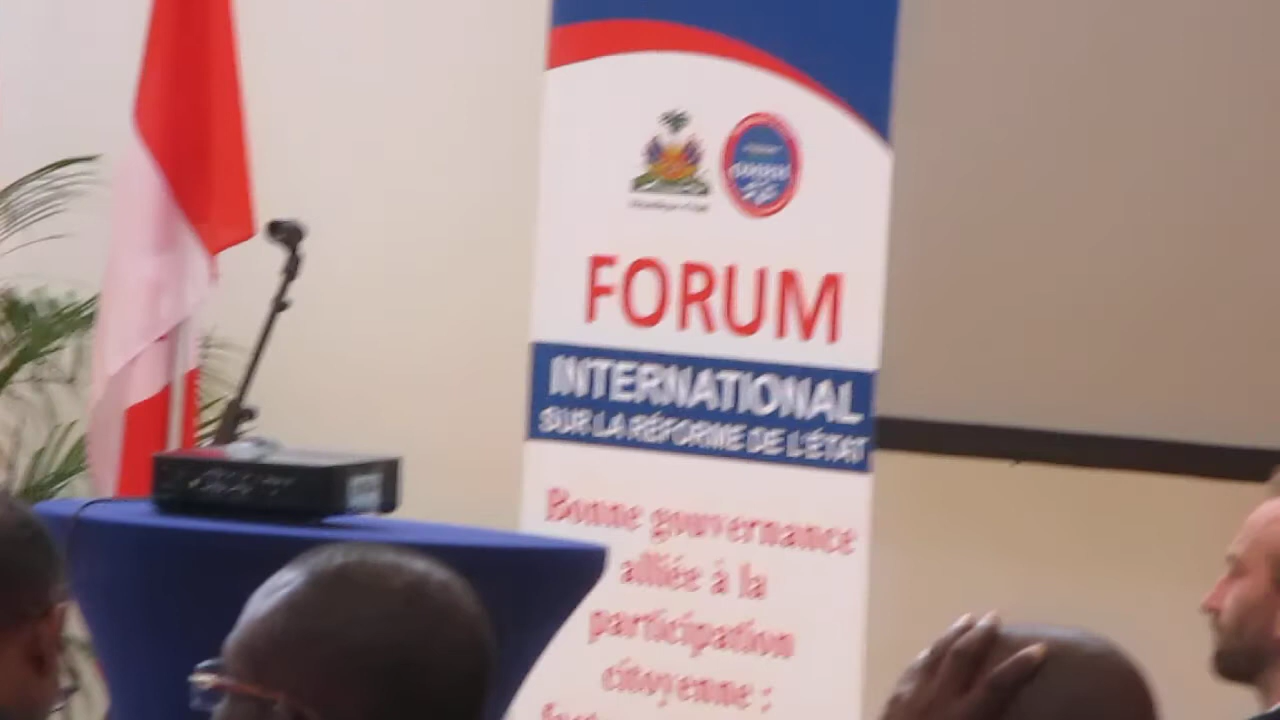 FORUM
INTERNATIONAL
SUR LA RÉFORME DE L'ÉTAT
Bonne gouvernance
alliée à la
participation
citoyenne :